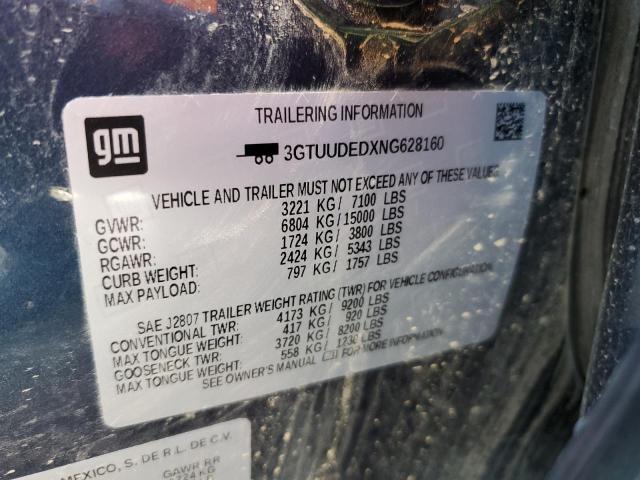 gm
TRAILERING INFORMATION
3GTUUDEDXNG628160
VEHICLE AND TRAILER MUST NOT EXCEED ANY OF THESE VALUES
GVWR: 3221 KG/ 7100 LBS
GCWR: 6804 KG/15000 LBS
RGAWR: 1724 KG/ 3800 LBS
CURB WEIGHT: 2424 KG/ 5343 LBS
MAX PAYLOAD: 797 KG/ 1757 LBS
SAE J2807 TRAILER WEIGHT RATING (TWR) FOR VEHICLE CONFIGURATION
CONVENTIONAL TWR: 4173 KG/ 9200 LBS
MAX TONGUE WEIGHT: 417 KG/ 920 LBS
GOOSENECK TWR: 3720 KG/ 8200 LBS
MAX TONGUE WEIGHT: 558 KG/ 1230 LBS
SEE OWNER'S MANUAL FOR MORE INFORMATION
MEXICO, S. DE R.L. DE C.V.
GAWR RR
1724 KG